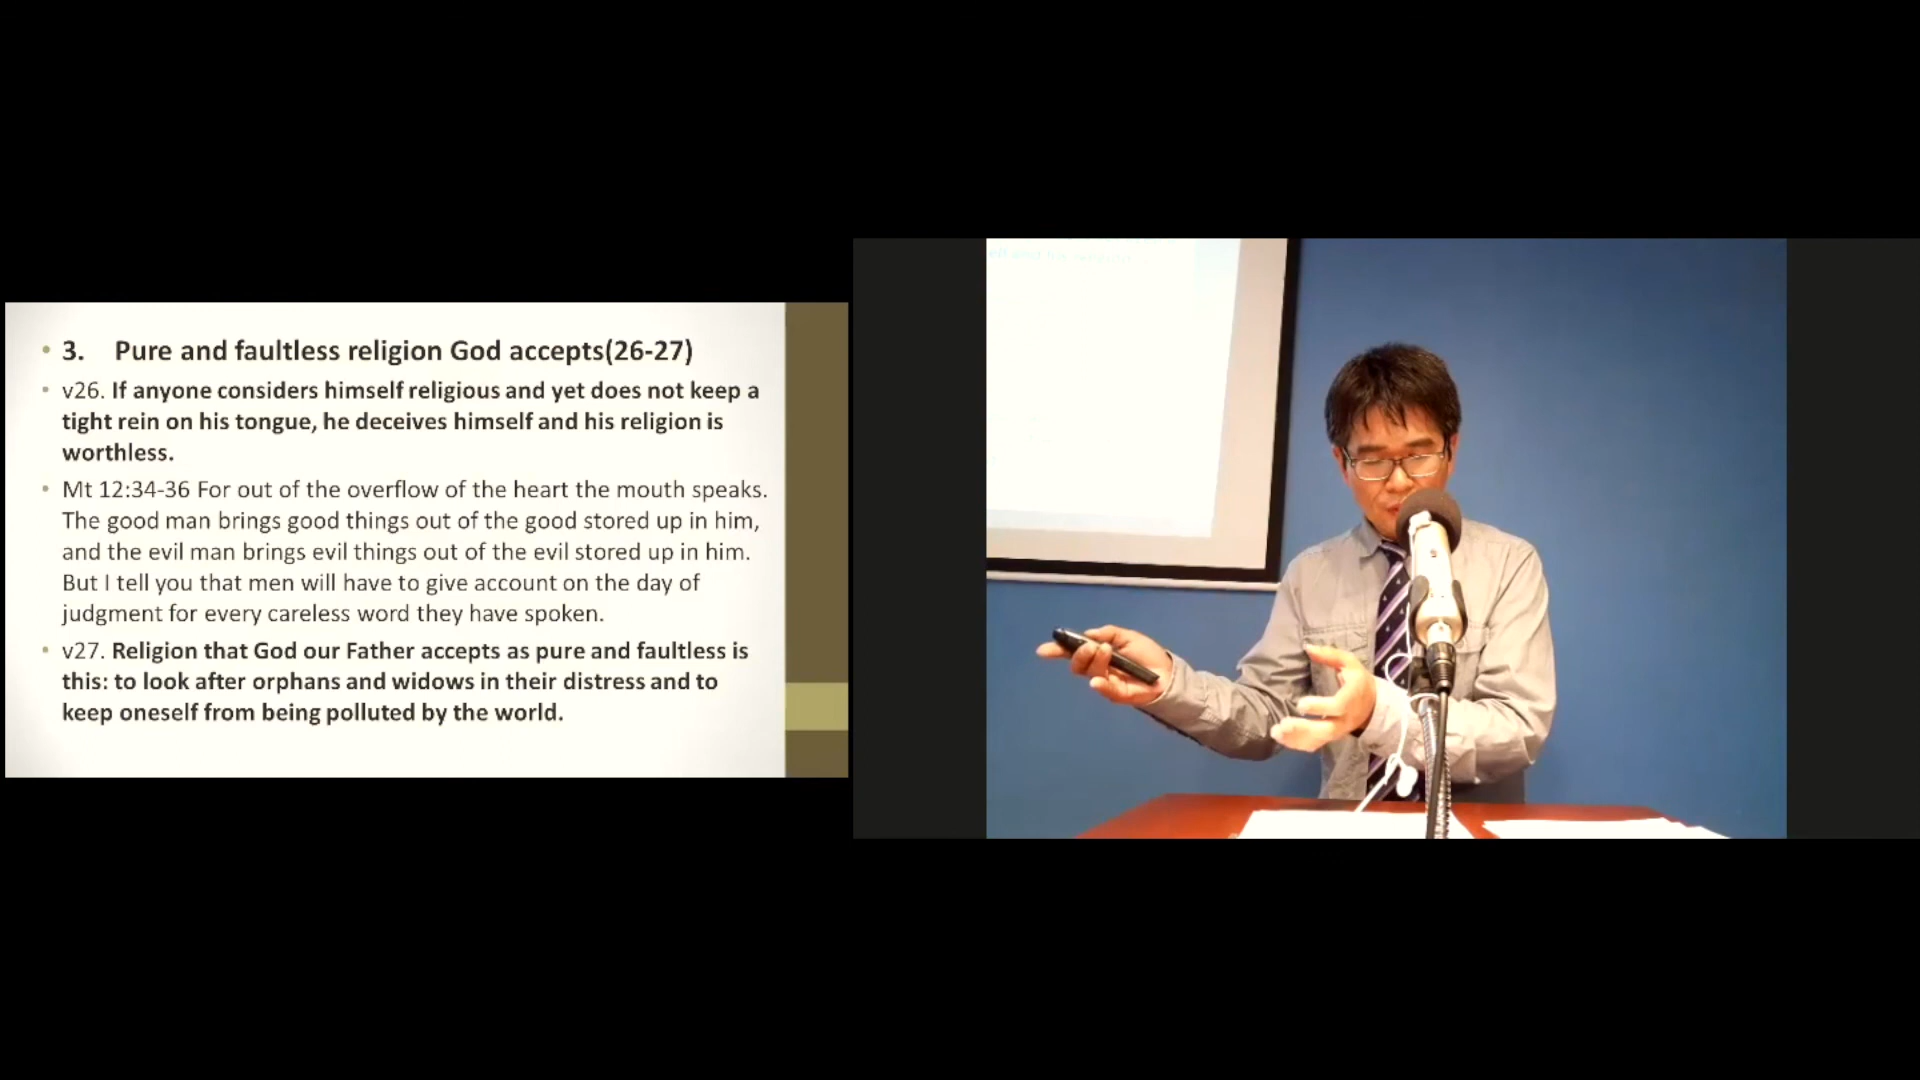 • 3. Pure and faultless religion God accepts(26-27)
• v26. If anyone considers himself religious and yet does not keep a
tight rein on his tongue, he deceives himself and his religion is
worthless.
• Mt 12:34-36 For out of the overflow of the heart the mouth speaks.
The good man brings good things out of the good stored up in him,
and the evil man brings evil things out of the evil stored up in him.
But I tell you that men will have to give account on the day of
judgment for every careless word they have spoken.
• v27. Religion that God our Father accepts as pure and faultless is
this: to look after orphans and widows in their distress and to
keep oneself from being polluted by the world.